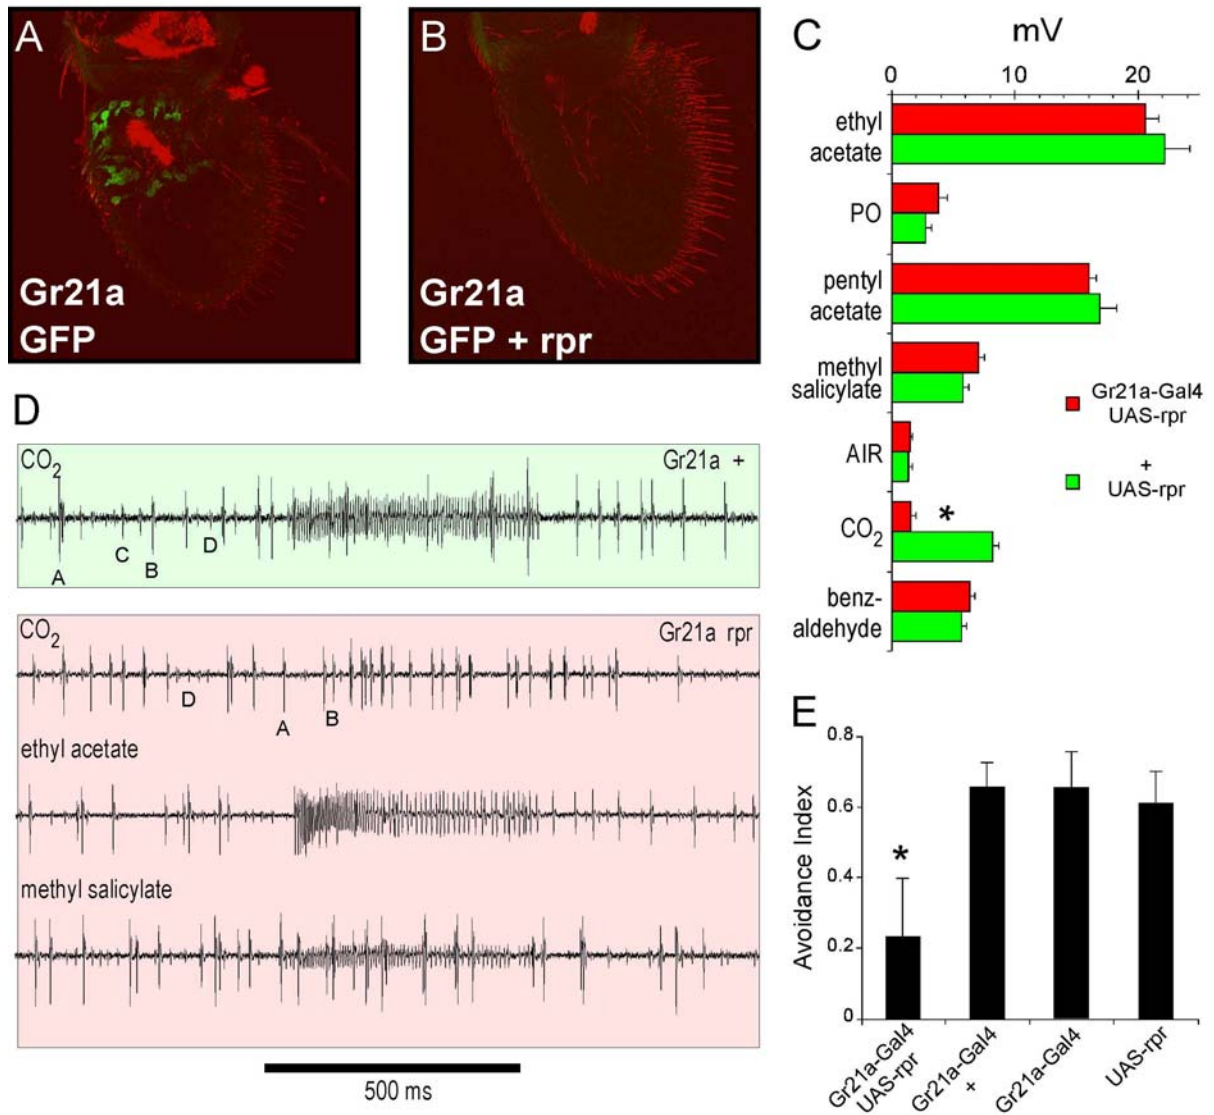 A
Gr21a
GFP
B
Gr21a
GFP + rpr
C
mV
0 10 20
ethyl
acetate
PO
pentyl
acetate
methyl
salicylate
AIR
CO2
*
benz-
aldehyde
Gr21a-Gal4
UAS-rpr
+
UAS-rpr
D
CO2 Gr21a +
A
C
B
D
CO2 Gr21a rpr
D
A
B
ethyl acetate
methyl salicylate
500 ms
E
Avoidance Index
0.8
0.6
0.4
0.2
0
*
Gr21a-Gal4
UAS-rpr
Gr21a-Gal4
+
Gr21a-Gal4
UAS-rpr